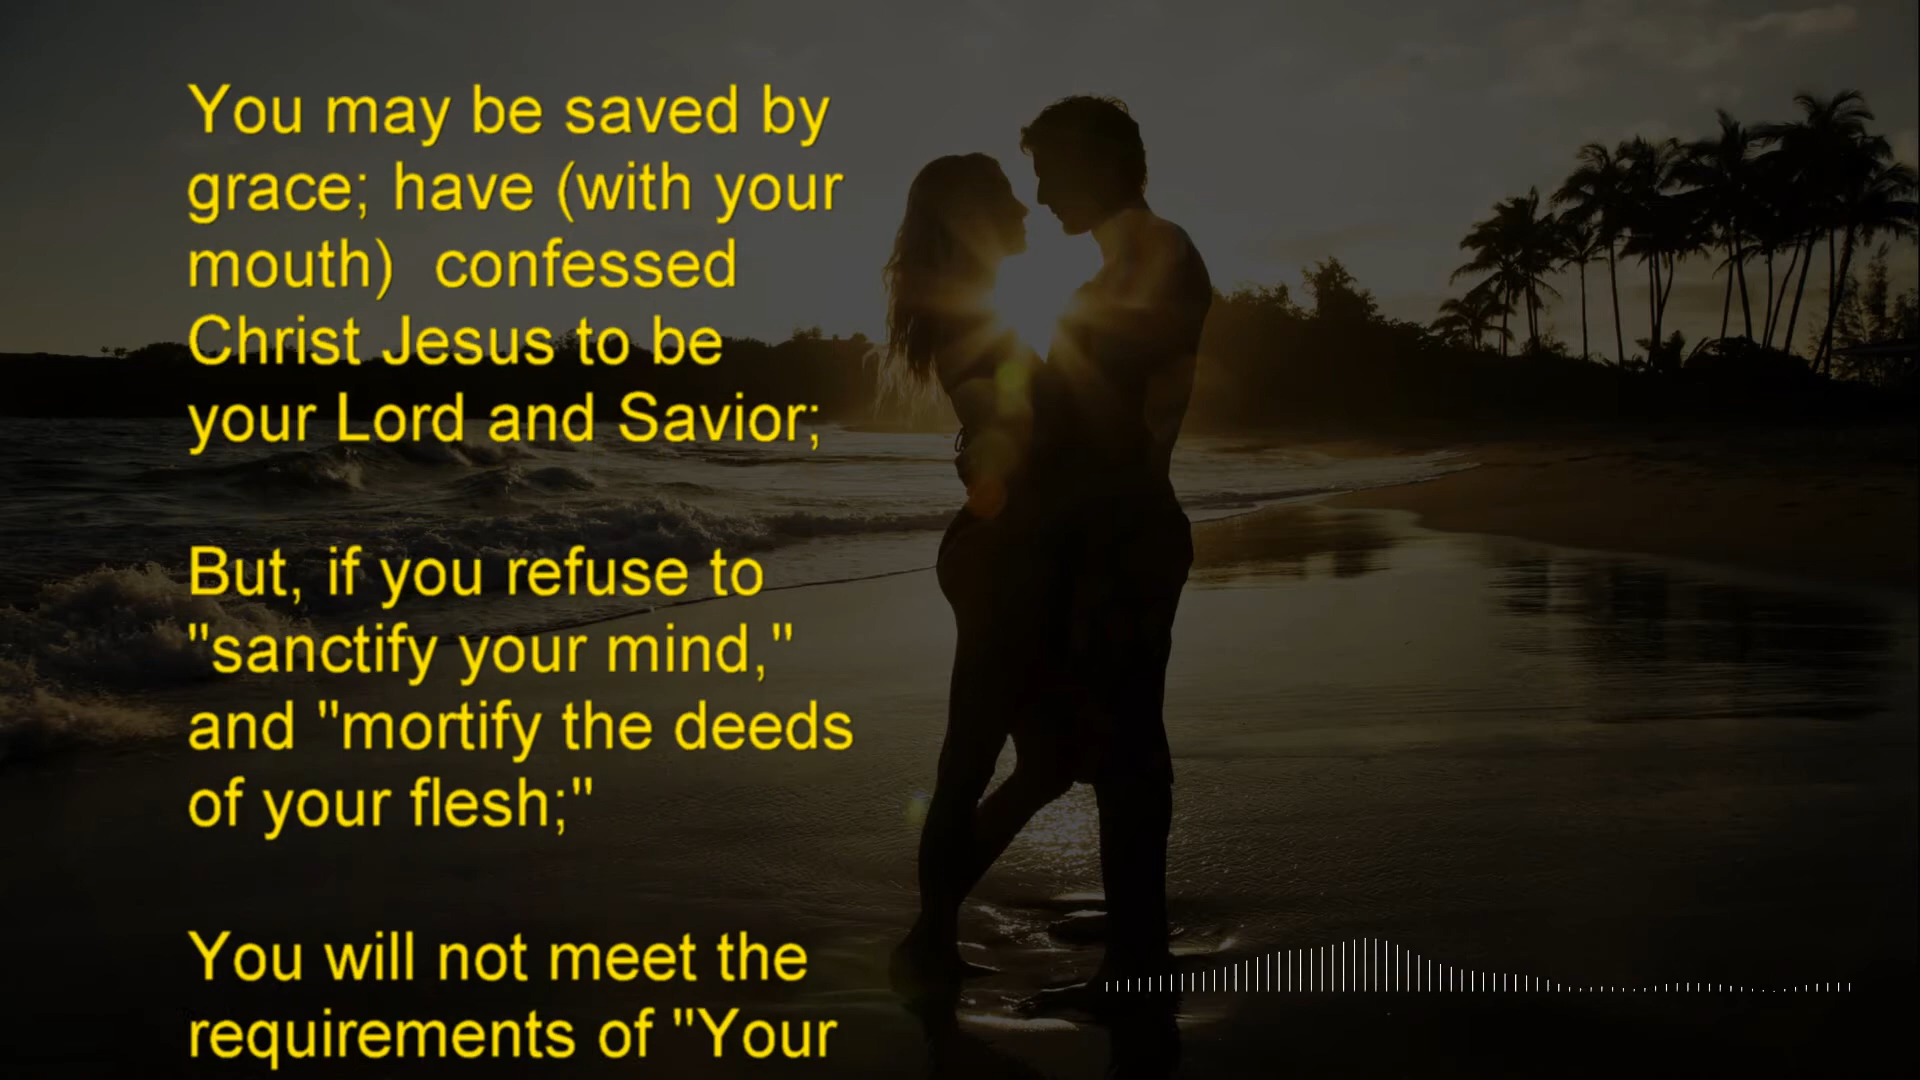 You may be saved by
grace; have (with your
mouth)  confessed
Christ Jesus to be
your Lord and Savior;
But, if you refuse to
"sanctify your mind,"
and "mortify the deeds
of your flesh;"
You will not meet the
requirements of "Your